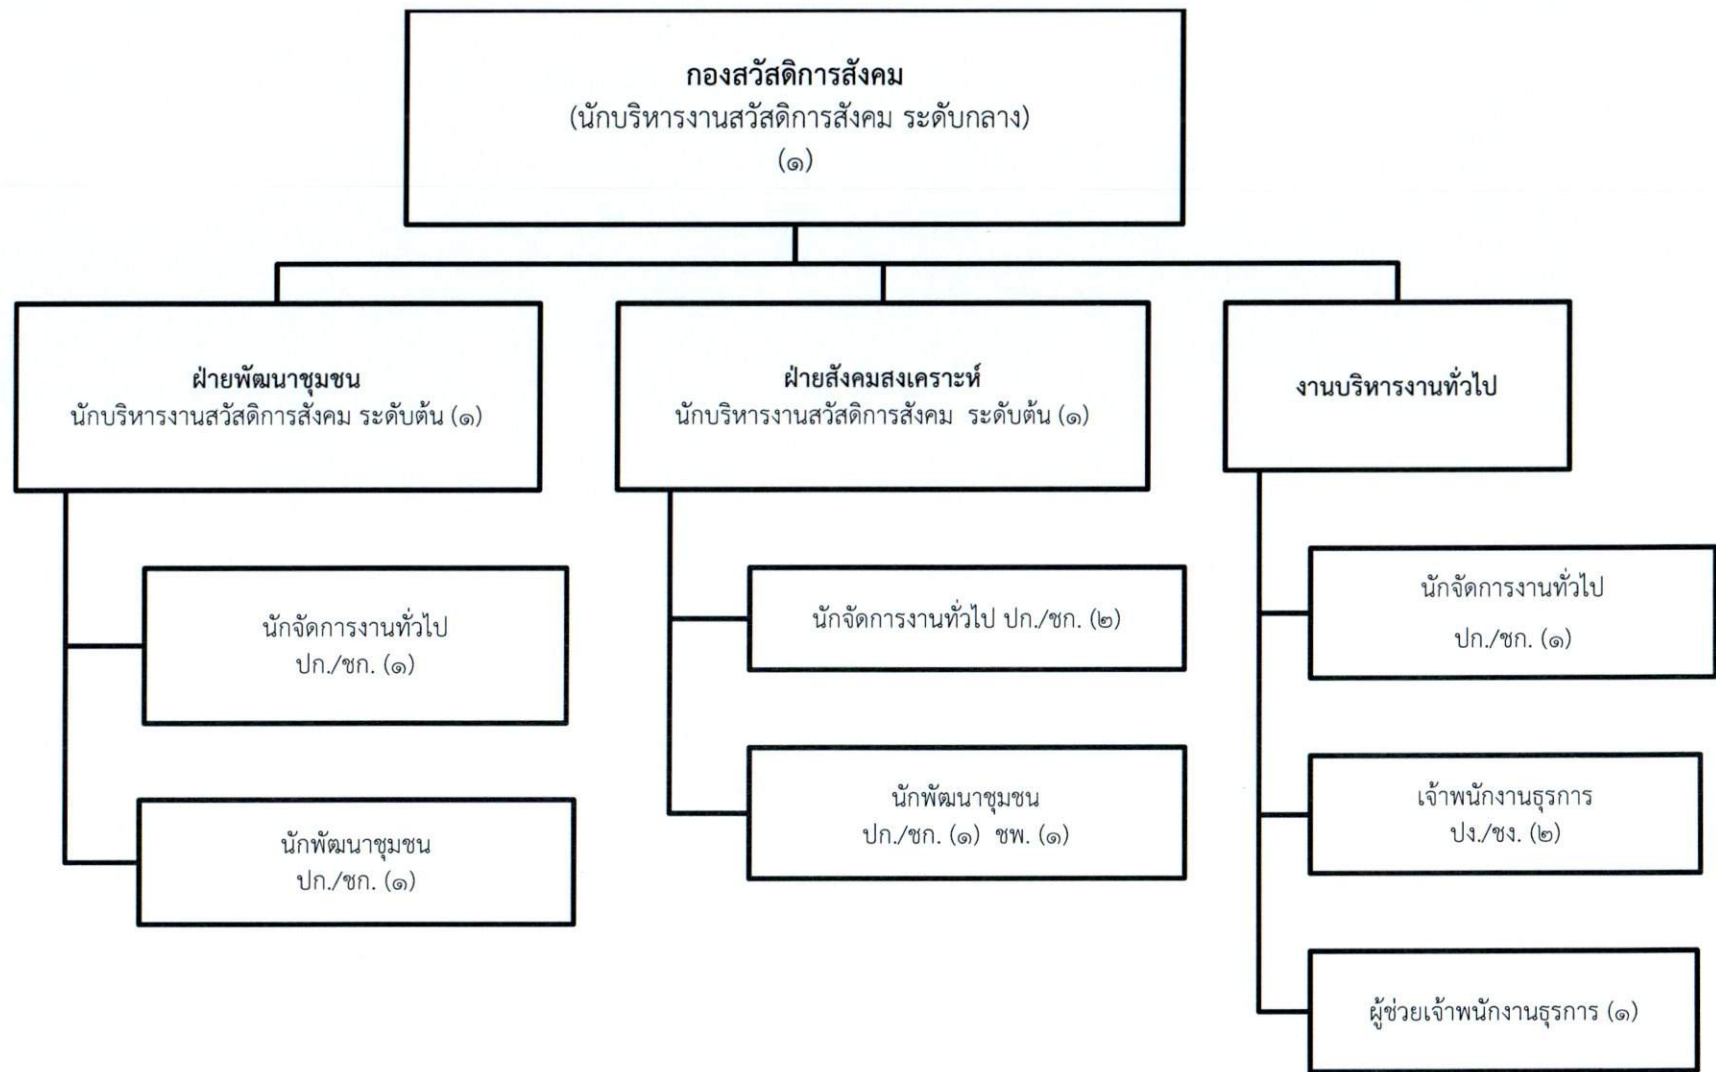 กองสวัสดิการสังคม
(นักบริหารงานสวัสดิการสังคม ระดับกลาง)
(๑)
ฝ่ายพัฒนาชุมชน
นักบริหารงานสวัสดิการสังคม ระดับต้น (๑)
นักจัดการงานทั่วไป
ปก./ชก. (๑)
นักพัฒนาชุมชน
ปก./ชก. (๑)
ฝ่ายสังคมสงเคราะห์
นักบริหารงานสวัสดิการสังคม ระดับต้น (๑)
นักจัดการงานทั่วไป ปก./ชก. (๒)
นักพัฒนาชุมชน
ปก./ชก. (๑) ชพ. (๑)
งานบริหารงานทั่วไป
นักจัดการงานทั่วไป
ปก./ชก. (๑)
เจ้าพนักงานธุรการ
ปง./ชง. (๒)
ผู้ช่วยเจ้าพนักงานธุรการ (๑)